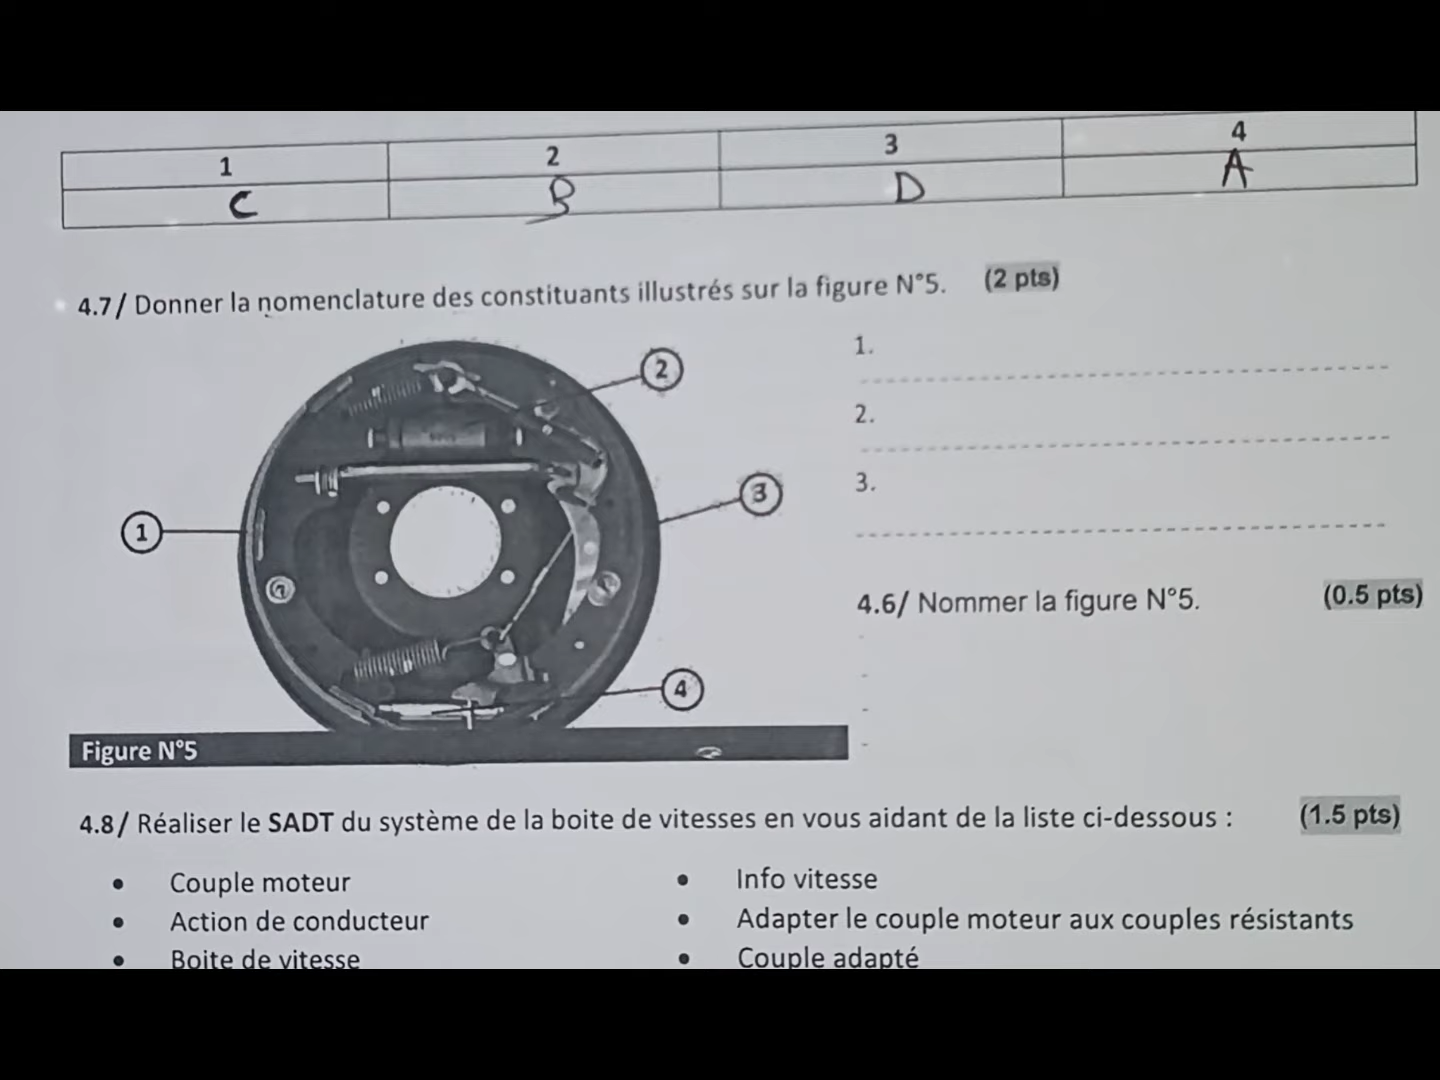 1 2 3 4
C B D A
4.7/ Donner la nomenclature des constituants illustrés sur la figure N°5. (2 pts)
1.
2.
3.
1
2
3
4
4.6/ Nommer la figure N°5. (0.5 pts)
Figure N°5
4.8/ Réaliser le SADT du système de la boite de vitesses en vous aidant de la liste ci-dessous : (1.5 pts)
• Couple moteur
• Action de conducteur
• Boite de vitesse
• Info vitesse
• Adapter le couple moteur aux couples résistants
• Couple adapté